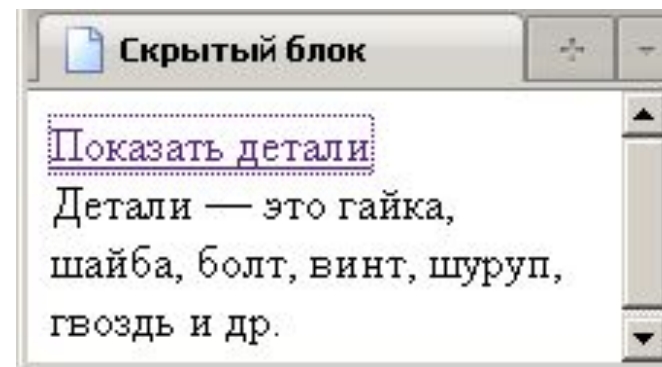 Скрытый блок
Показать детали
Детали — это гайка,
шайба, болт, винт, шуруп,
гвоздь и др.